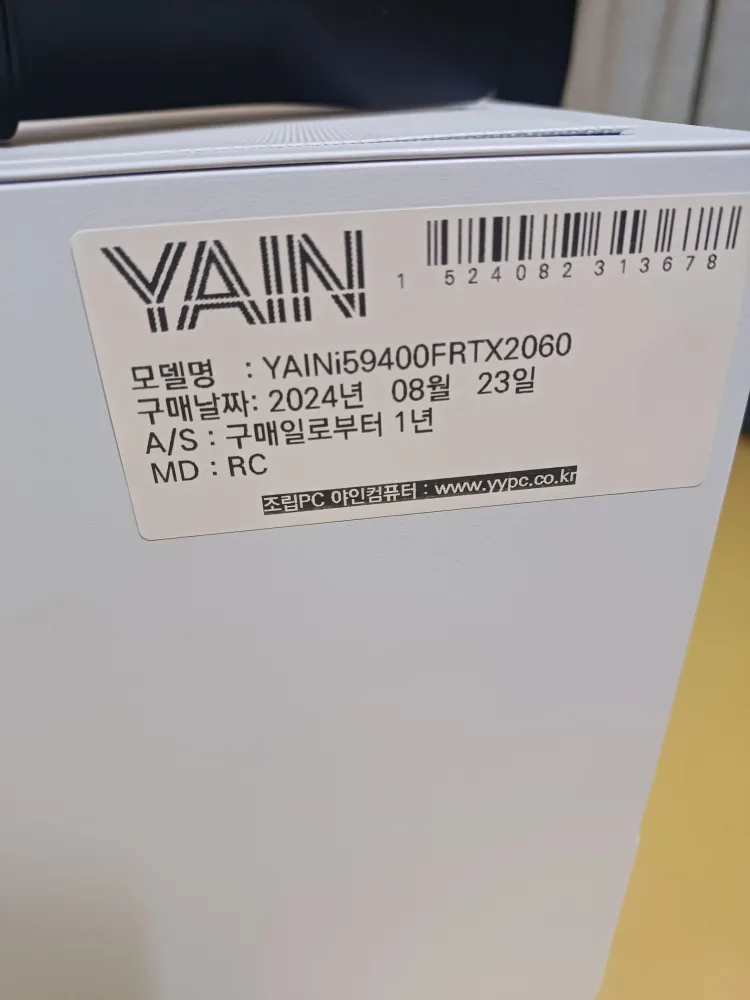 YAIN
1 524082 313678
모델명 : YAINi59400FRTX2060
구매날짜: 2024년 08월 23일
A/S : 구매일로부터 1년
MD : RC
조립PC 야인컴퓨터 : www.yypc.co.kr